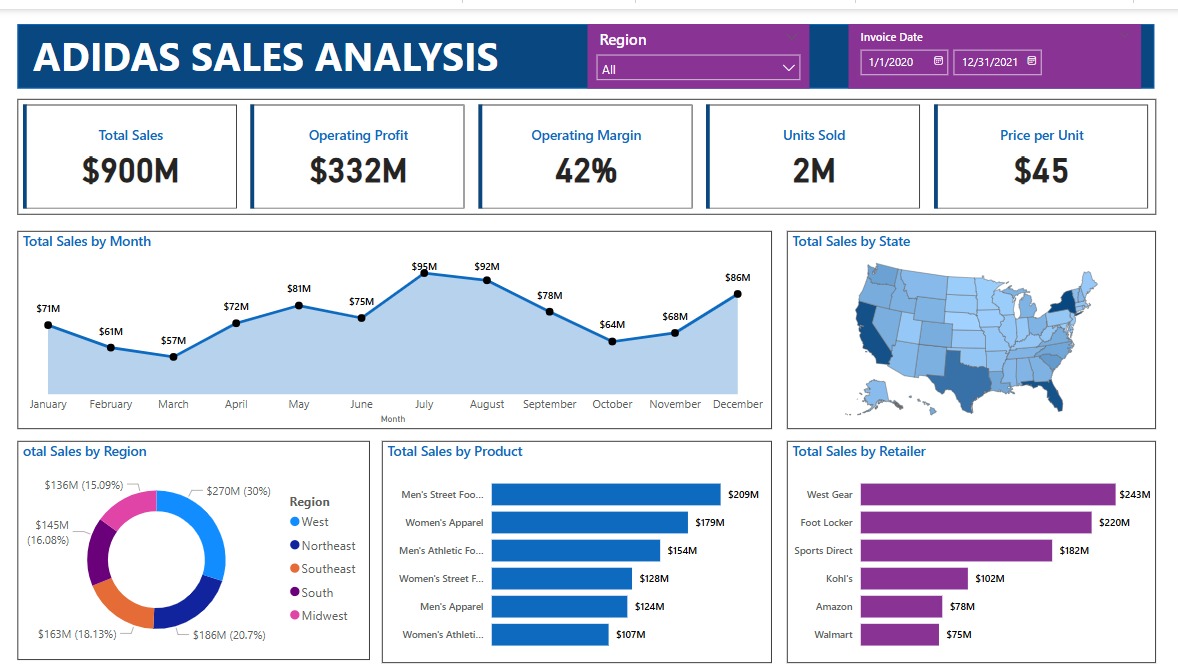 ADIDAS SALES ANALYSIS
Region
All
Invoice Date
1/1/2020
12/31/2021
Total Sales
$900M
Operating Profit
$332M
Operating Margin
42%
Units Sold
2M
Price per Unit
$45
Total Sales by Month
$71M
$61M
$57M
$72M
$81M
$75M
$95M
$92M
$78M
$64M
$68M
$86M
January February March April May June July August September October November December
Month
Total Sales by State
otal Sales by Region
$136M (15.09%)
$270M (30%)
$145M
(16.08%)
$163M (18.13%)
$186M (20.7%)
Region
West
Northeast
Southeast
South
Midwest
Total Sales by Product
Men's Street Foo... $209M
Women's Apparel $179M
Men's Athletic Fo... $154M
Women's Street F... $128M
Men's Apparel $124M
Women's Athleti... $107M
Total Sales by Retailer
West Gear $243M
Foot Locker $220M
Sports Direct $182M
Kohl's $102M
Amazon $78M
Walmart $75M